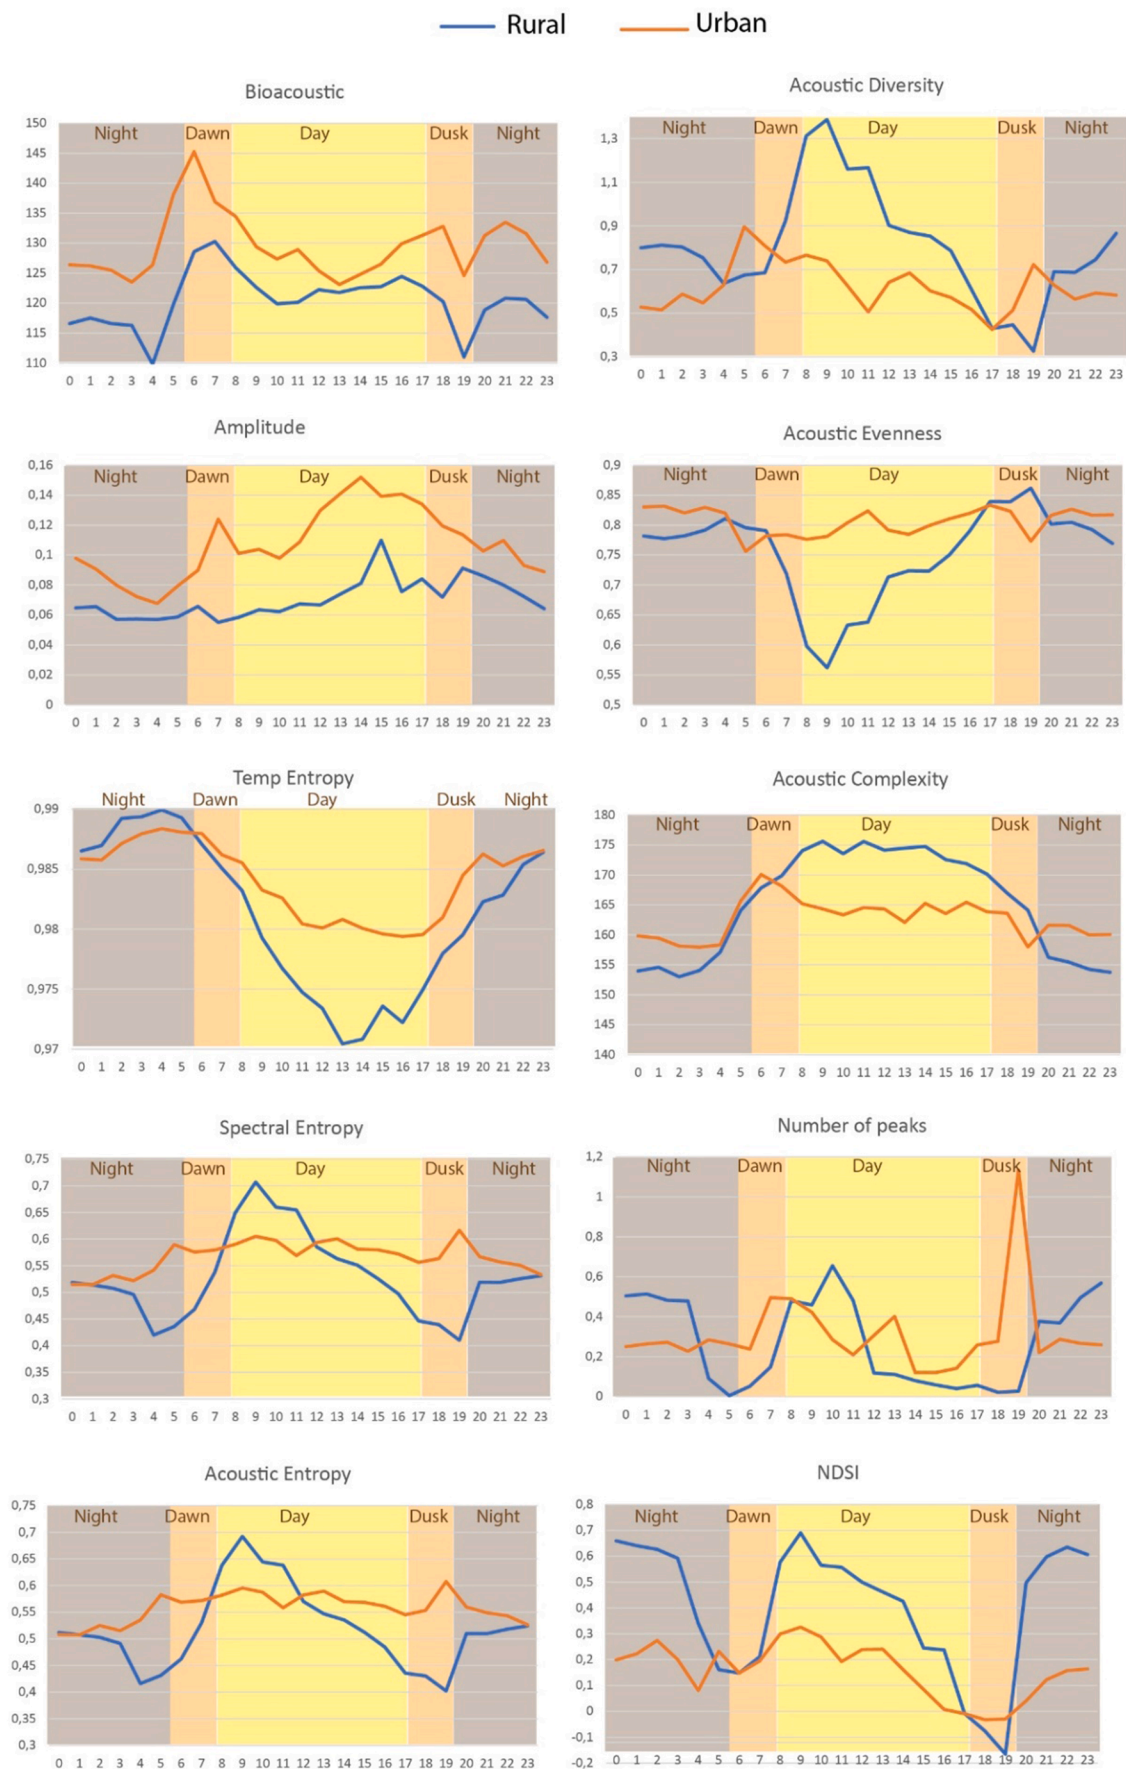 Rural Urban
Bioacoustic
150
145
140
135
130
125
120
115
110
Night Dawn Day Dusk Night
0 1 2 3 4 5 6 7 8 9 10 11 12 13 14 15 16 17 18 19 20 21 22 23
Acoustic Diversity
1,3
1,1
0,9
0,7
0,5
0,3
Night Dawn Day Dusk Night
0 1 2 3 4 5 6 7 8 9 10 11 12 13 14 15 16 17 18 19 20 21 22 23
Amplitude
0,16
0,14
0,12
0,1
0,08
0,06
0,04
0,02
0
Night Dawn Day Dusk Night
0 1 2 3 4 5 6 7 8 9 10 11 12 13 14 15 16 17 18 19 20 21 22 23
Acoustic Evenness
0,9
0,85
0,8
0,75
0,7
0,65
0,6
0,55
0,5
Night Dawn Day Dusk Night
0 1 2 3 4 5 6 7 8 9 10 11 12 13 14 15 16 17 18 19 20 21 22 23
Temp Entropy
0,99
0,985
0,98
0,975
0,97
Night Dawn Day Dusk Night
0 1 2 3 4 5 6 7 8 9 10 11 12 13 14 15 16 17 18 19 20 21 22 23
Acoustic Complexity
180
175
170
165
160
155
150
145
140
Night Dawn Day Dusk Night
0 1 2 3 4 5 6 7 8 9 10 11 12 13 14 15 16 17 18 19 20 21 22 23
Spectral Entropy
0,75
0,7
0,65
0,6
0,55
0,5
0,45
0,4
0,35
0,3
Night Dawn Day Dusk Night
0 1 2 3 4 5 6 7 8 9 10 11 12 13 14 15 16 17 18 19 20 21 22 23
Number of peaks
1,2
1
0,8
0,6
0,4
0,2
0
Night Dawn Day Dusk Night
0 1 2 3 4 5 6 7 8 9 10 11 12 13 14 15 16 17 18 19 20 21 22 23
Acoustic Entropy
0,75
0,7
0,65
0,6
0,55
0,5
0,45
0,4
0,35
0,3
Night Dawn Day Dusk Night
0 1 2 3 4 5 6 7 8 9 10 11 12 13 14 15 16 17 18 19 20 21 22 23
NDSI
0,8
0,7
0,6
0,5
0,4
0,3
0,2
0,1
0
-0,1
-0,2
Night Dawn Day Dusk Night
0 1 2 3 4 5 6 7 8 9 10 11 12 13 14 15 16 17 18 19 20 21 22 23